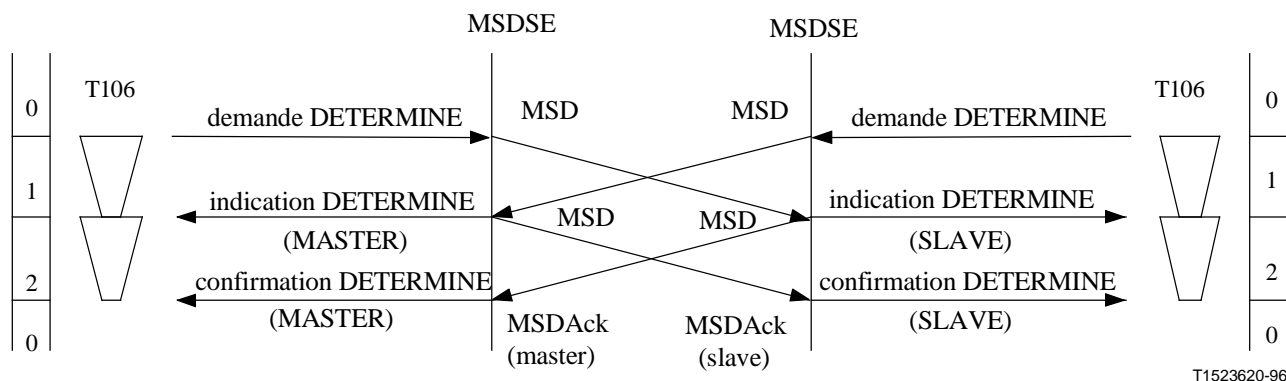 MSDSE MSDSE
T106 T106
0 0
demande DETERMINE MSD MSD demande DETERMINE
1 1
indication DETERMINE MSD MSD indication DETERMINE
(MASTER) (SLAVE)
2 2
confirmation DETERMINE confirmation DETERMINE
(MASTER) (SLAVE)
MSDAck MSDAck
(master) (slave)
0 0
T1523620-96